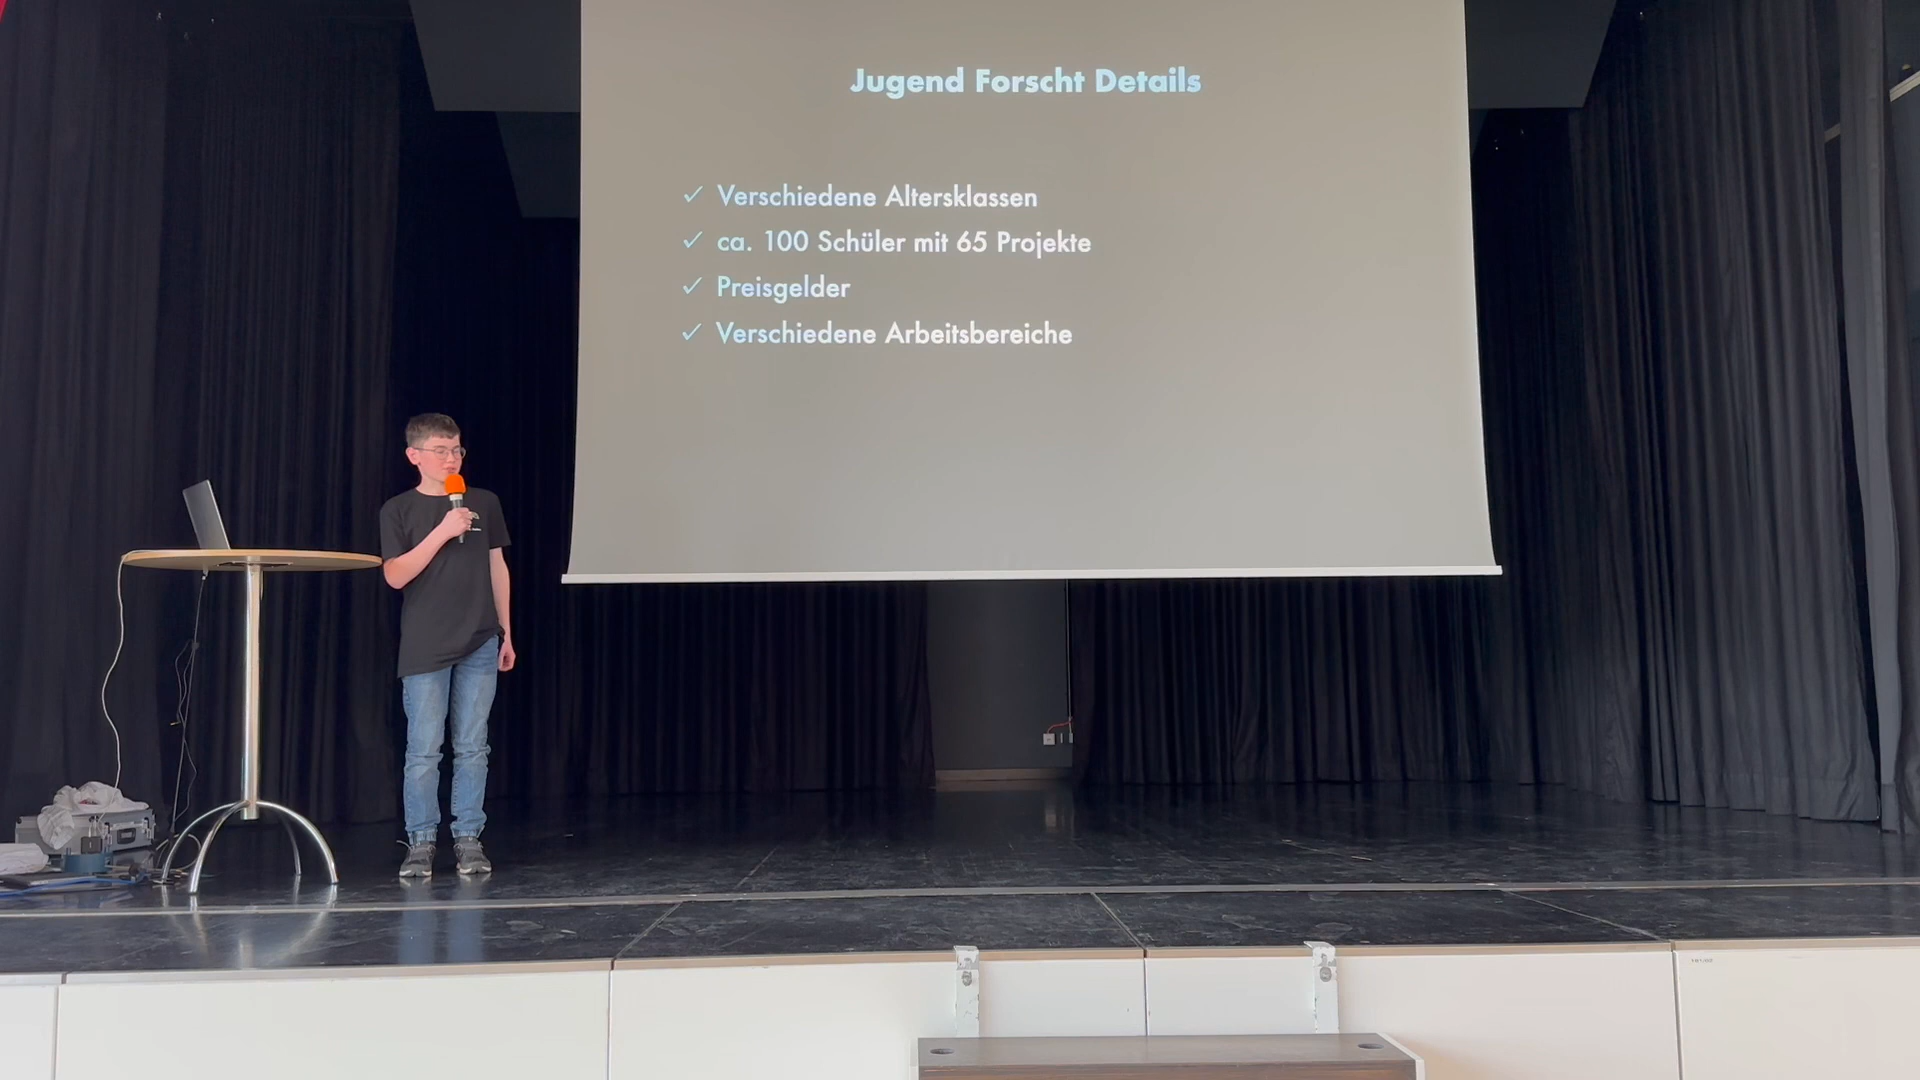 Jugend Forscht Details
✓ Verschiedene Altersklassen
✓ ca. 100 Schüler mit 65 Projekte
✓ Preisgelder
✓ Verschiedene Arbeitsbereiche